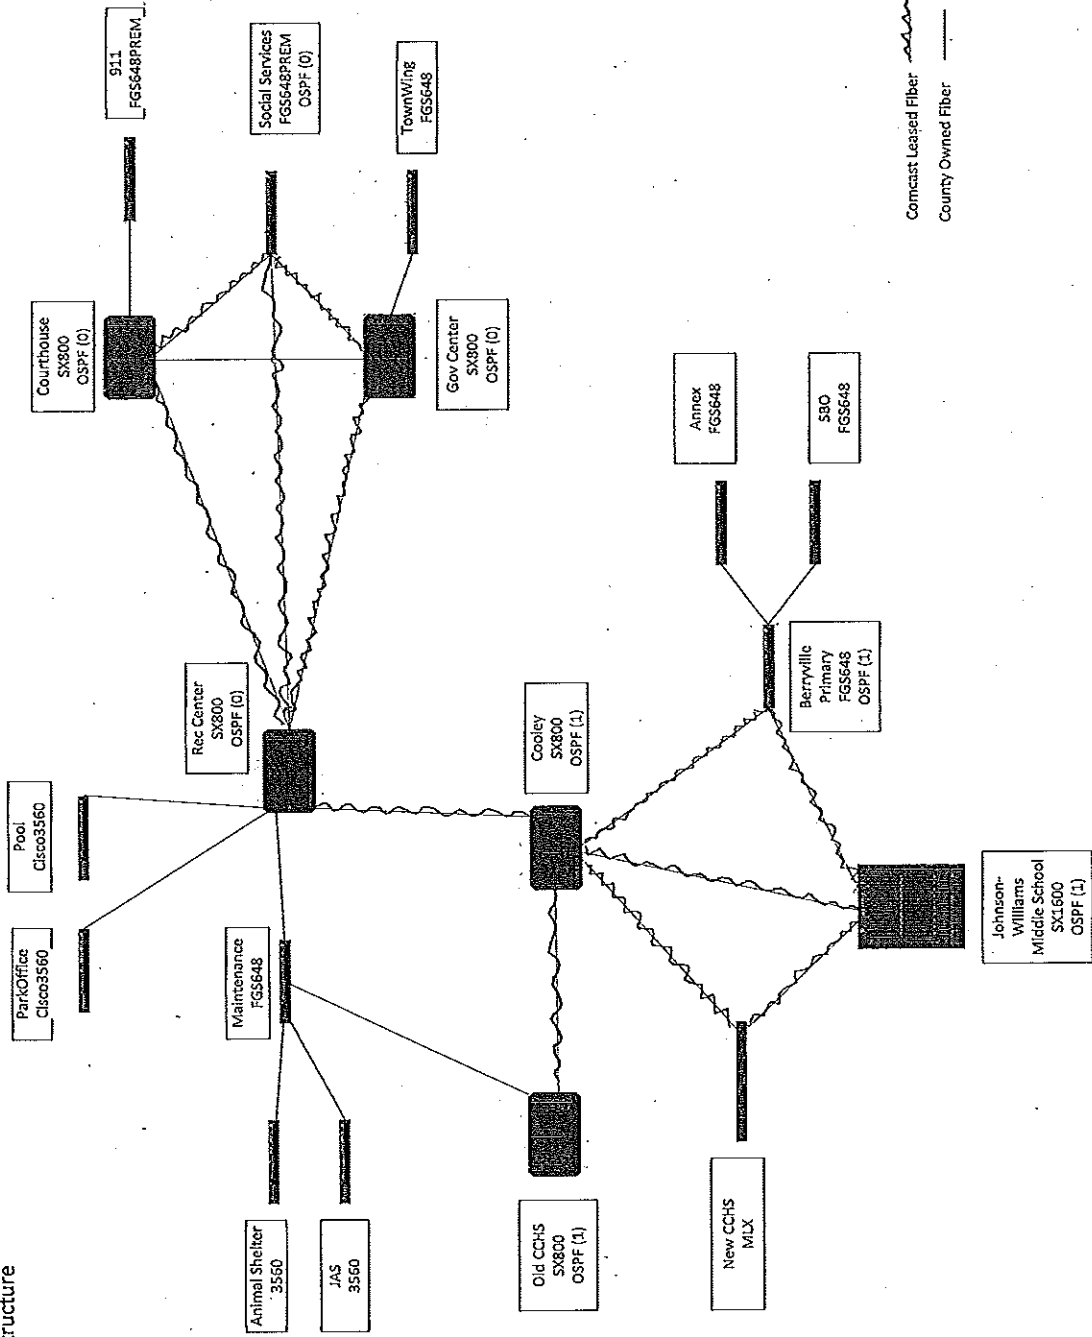 tructure
ParkOffice
Cisco3560
Pool
Cisco3560
Courthouse
SX800
OSPF (0)
911
FGS648PREM
Rec Center
SX800
OSPF (0)
Animal Shelter
3560
Maintenance
FGS648
Social Services
FGS648PREM
OSPF (0)
JAS
3560
TownWing
FGS648
Gov Center
SX800
OSPF (0)
Old CCHS
SX800
OSPF (1)
Cooley
SX800
OSPF (1)
Annex
FGS648
New CCHS
MLX
Berryville
Primary
FGS648
OSPF (1)
SBO
FGS648
Johnson-
Williams
Middle School
SX1600
OSPF (1)
Comcast Leased Fiber
County Owned Fiber